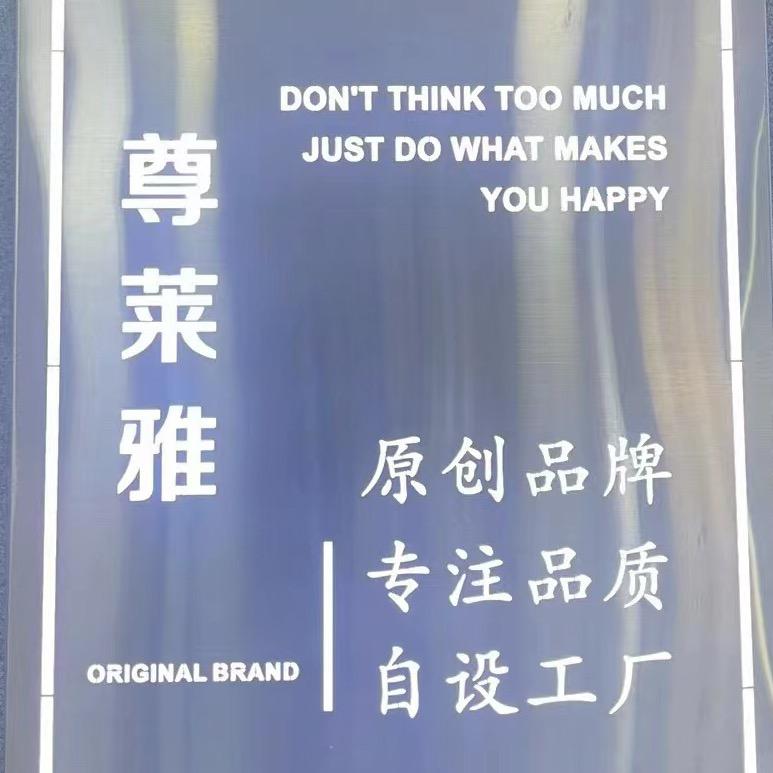 尊莱雅
DON'T THINK TOO MUCH
JUST DO WHAT MAKES
YOU HAPPY
原创品牌
专注品质
自设工厂
ORIGINAL BRAND